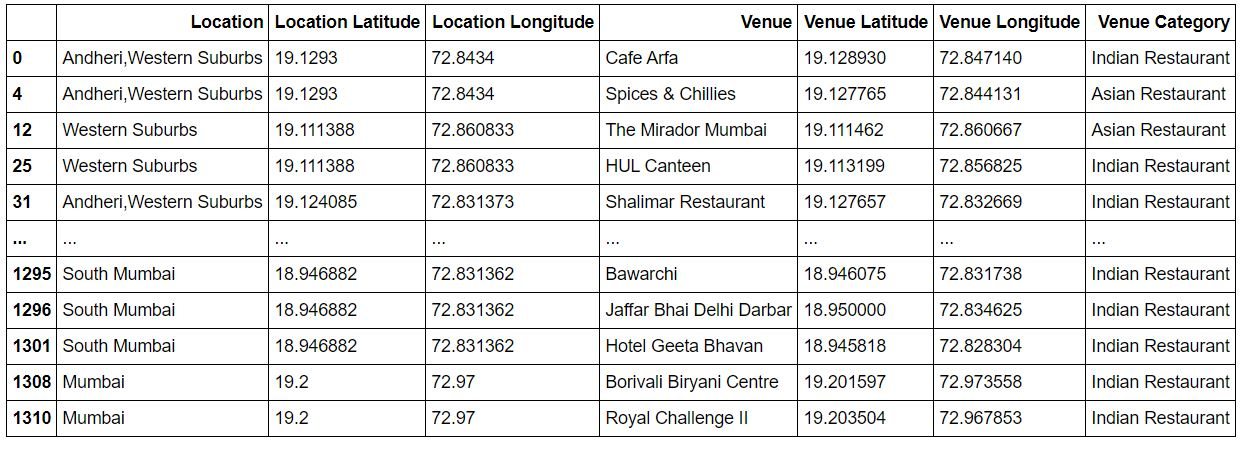 Location Location Latitude Location Longitude Venue Venue Latitude Venue Longitude Venue Category
0 Andheri,Western Suburbs 19.1293 72.8434 Cafe Arfa 19.128930 72.847140 Indian Restaurant
4 Andheri,Western Suburbs 19.1293 72.8434 Spices & Chillies 19.127765 72.844131 Asian Restaurant
12 Western Suburbs 19.111388 72.860833 The Mirador Mumbai 19.111462 72.860667 Asian Restaurant
25 Western Suburbs 19.111388 72.860833 HUL Canteen 19.113199 72.856825 Indian Restaurant
31 Andheri,Western Suburbs 19.124085 72.831373 Shalimar Restaurant 19.127657 72.832669 Indian Restaurant
... ... ... ... ... ... ... ...
1295 South Mumbai 18.946882 72.831362 Bawarchi 18.946075 72.831738 Indian Restaurant
1296 South Mumbai 18.946882 72.831362 Jaffar Bhai Delhi Darbar 18.950000 72.834625 Indian Restaurant
1301 South Mumbai 18.946882 72.831362 Hotel Geeta Bhavan 18.945818 72.828304 Indian Restaurant
1308 Mumbai 19.2 72.97 Borivali Biryani Centre 19.201597 72.973558 Indian Restaurant
1310 Mumbai 19.2 72.97 Royal Challenge II 19.203504 72.967853 Indian Restaurant